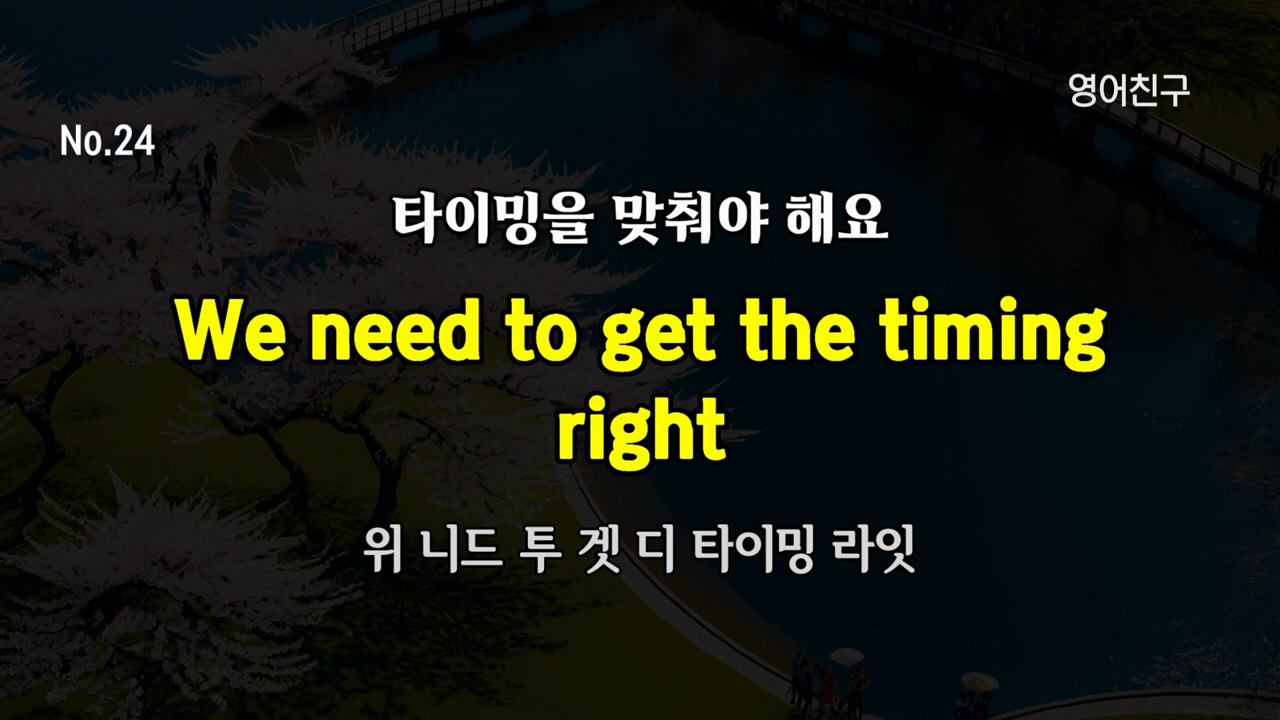 영어친구
No.24
타이밍을 맞춰야 해요
We need to get the timing
right
위 니드 투 겟 디 타이밍 라잇